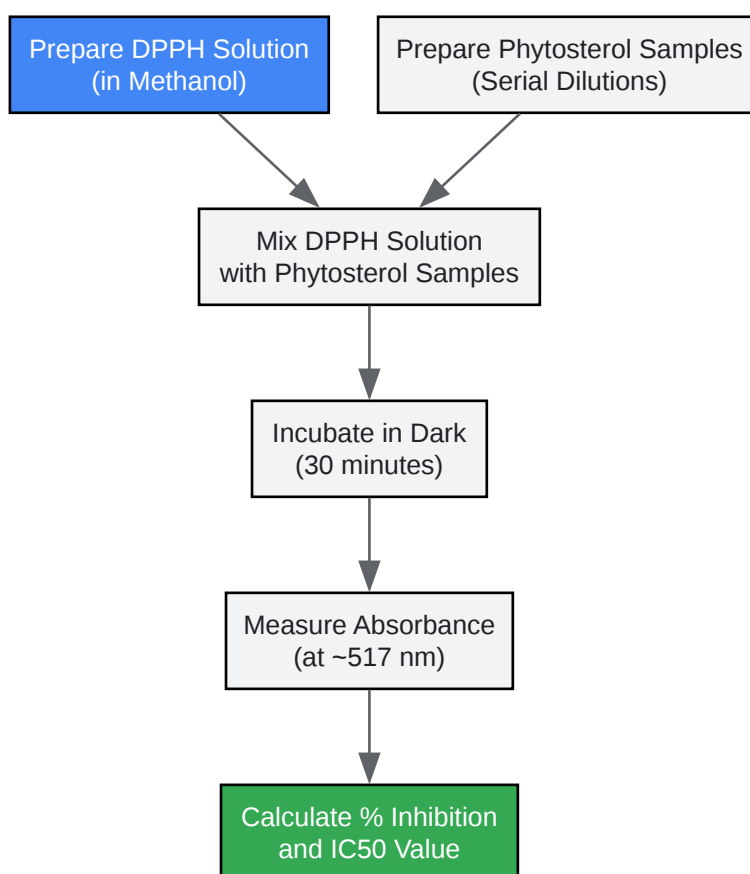 Prepare DPPH Solution
(in Methanol)
Prepare Phytosterol Samples
(Serial Dilutions)
Mix DPPH Solution
with Phytosterol Samples
Incubate in Dark
(30 minutes)
Measure Absorbance
(at ~517 nm)
Calculate % Inhibition
and IC50 Value